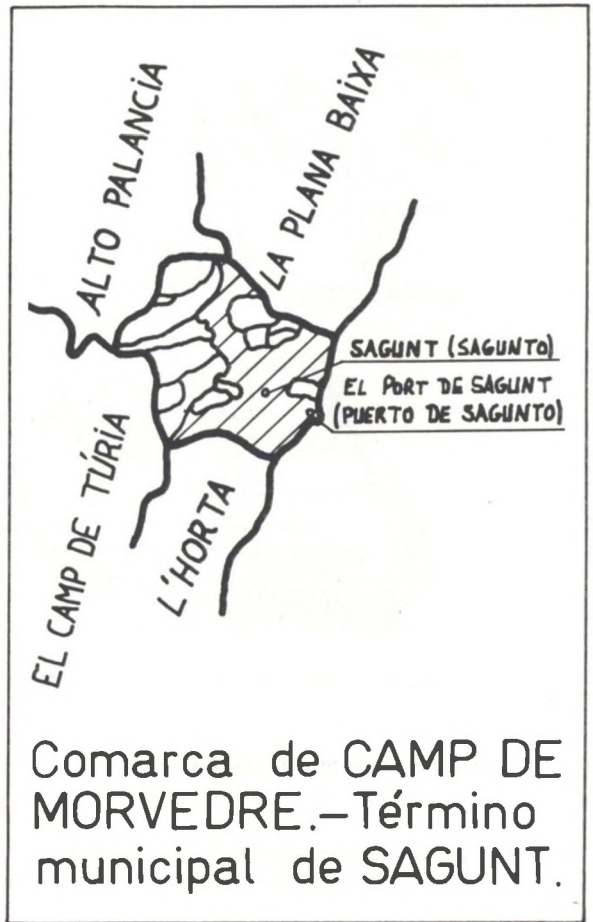 ALTO PALANCIA
LA PLANA BAIXA
SAGUNT (SAGUNTO)
EL PORT DE SAGUNT
(PUERTO DE SAGUNTO)
EL CAMP DE TÚRIA
L'HORTA
Comarca de CAMP DE
MORVEDRE.–Término
municipal de SAGUNT.